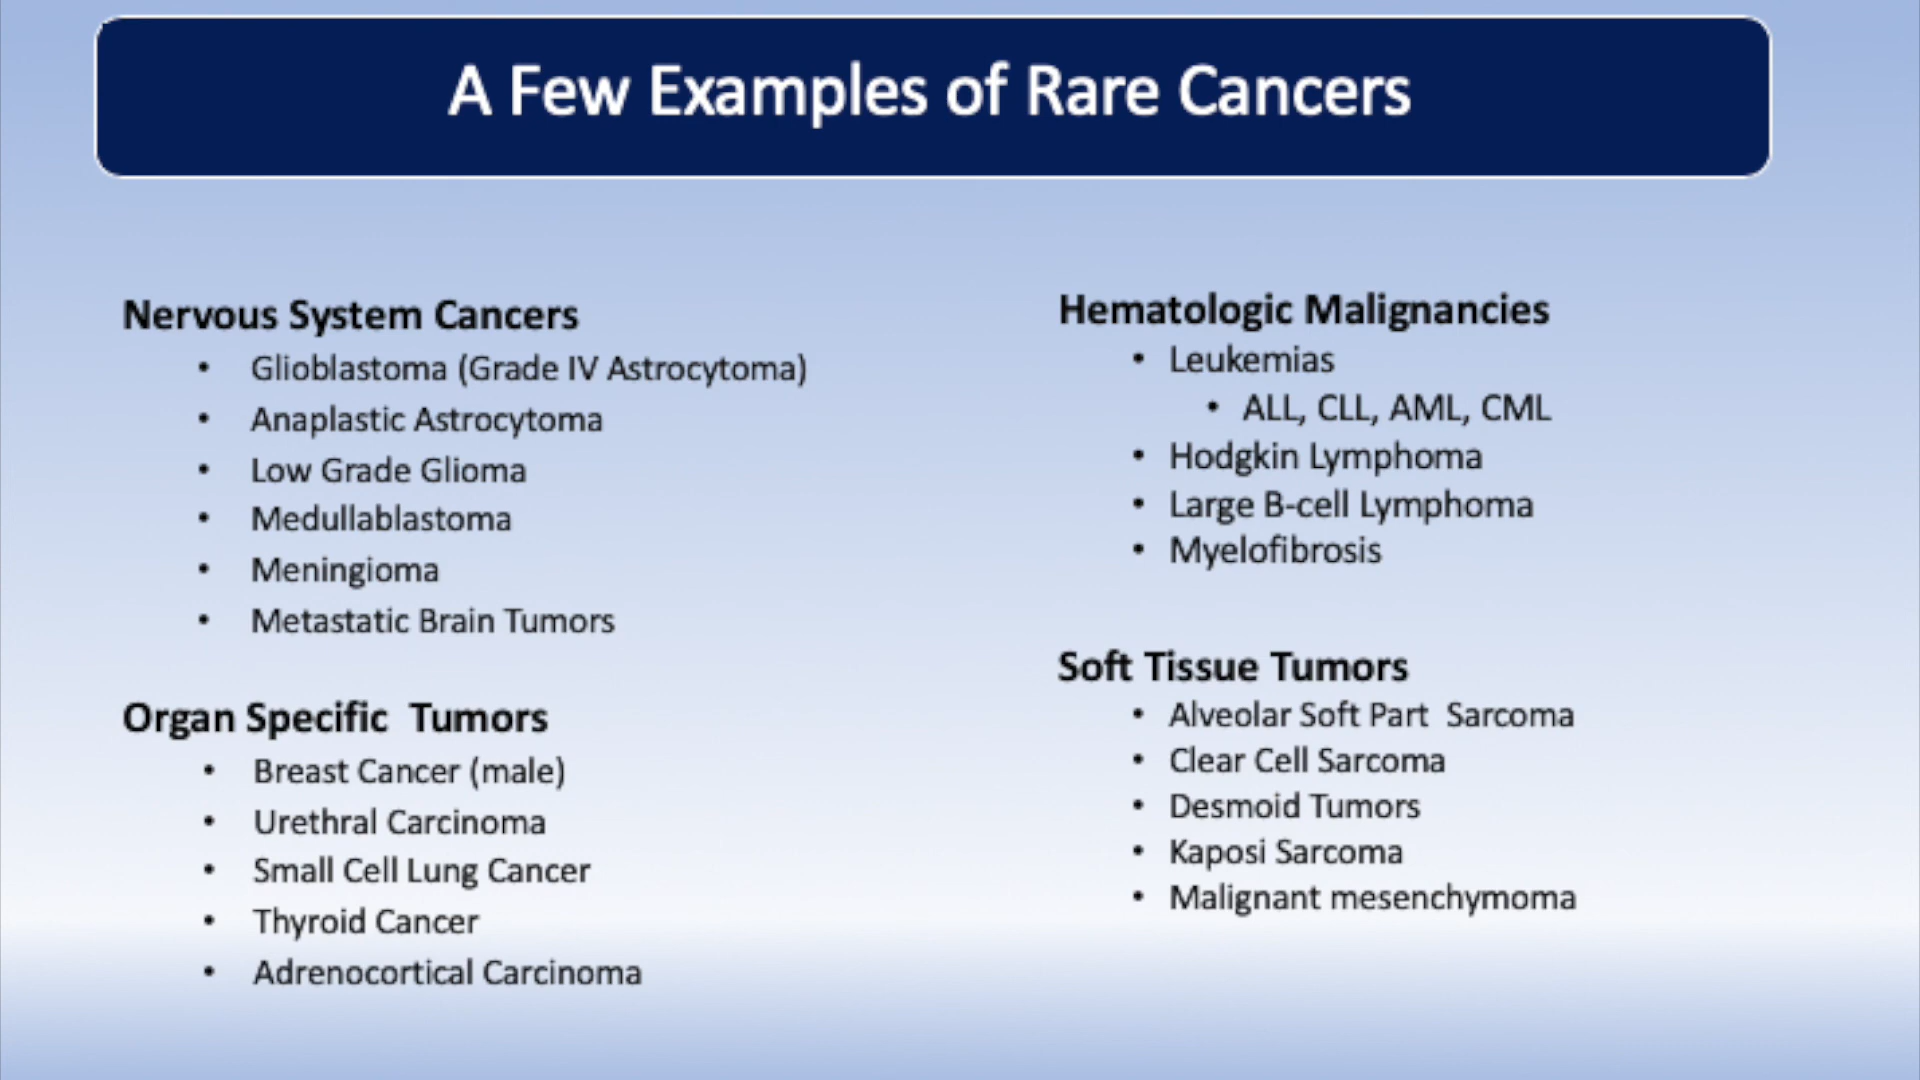 A Few Examples of Rare Cancers
Nervous System Cancers
• Glioblastoma (Grade IV Astrocytoma)
• Anaplastic Astrocytoma
• Low Grade Glioma
• Medullablastoma
• Meningioma
• Metastatic Brain Tumors
Organ Specific  Tumors
• Breast Cancer (male)
• Urethral Carcinoma
• Small Cell Lung Cancer
• Thyroid Cancer
• Adrenocortical Carcinoma
Hematologic Malignancies
• Leukemias
• ALL, CLL, AML, CML
• Hodgkin Lymphoma
• Large B-cell Lymphoma
• Myelofibrosis
Soft Tissue Tumors
• Alveolar Soft Part  Sarcoma
• Clear Cell Sarcoma
• Desmoid Tumors
• Kaposi Sarcoma
• Malignant mesenchymoma